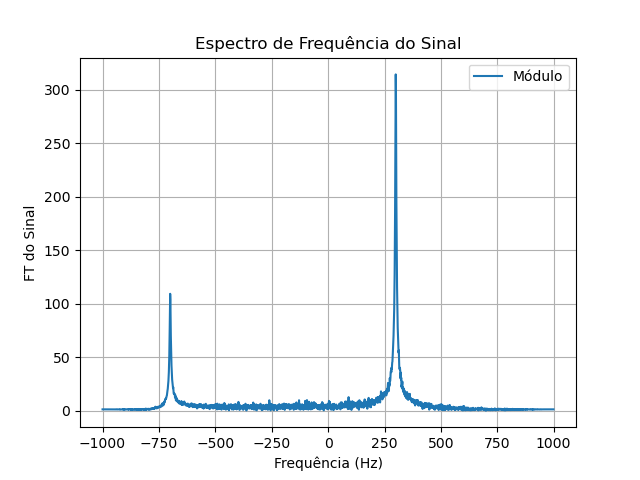 Espectro de Frequência do Sinal
Módulo
FT do Sinal
300
250
200
150
100
50
0
−1000 −750 −500 −250 0 250 500 750 1000
Frequência (Hz)